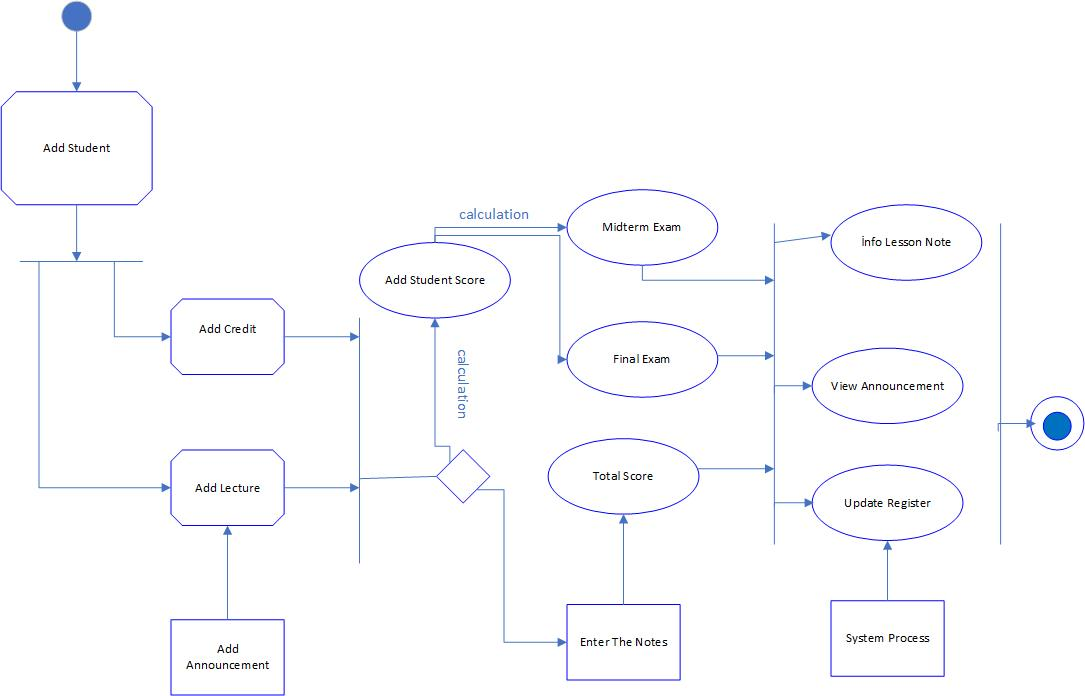 Add Student
calculation
Midterm Exam
İnfo Lesson Note
Add Student Score
Add Credit
Final Exam
calculation
View Announcement
Add Lecture
Total Score
Update Register
Add
Announcement
Enter The Notes
System Process